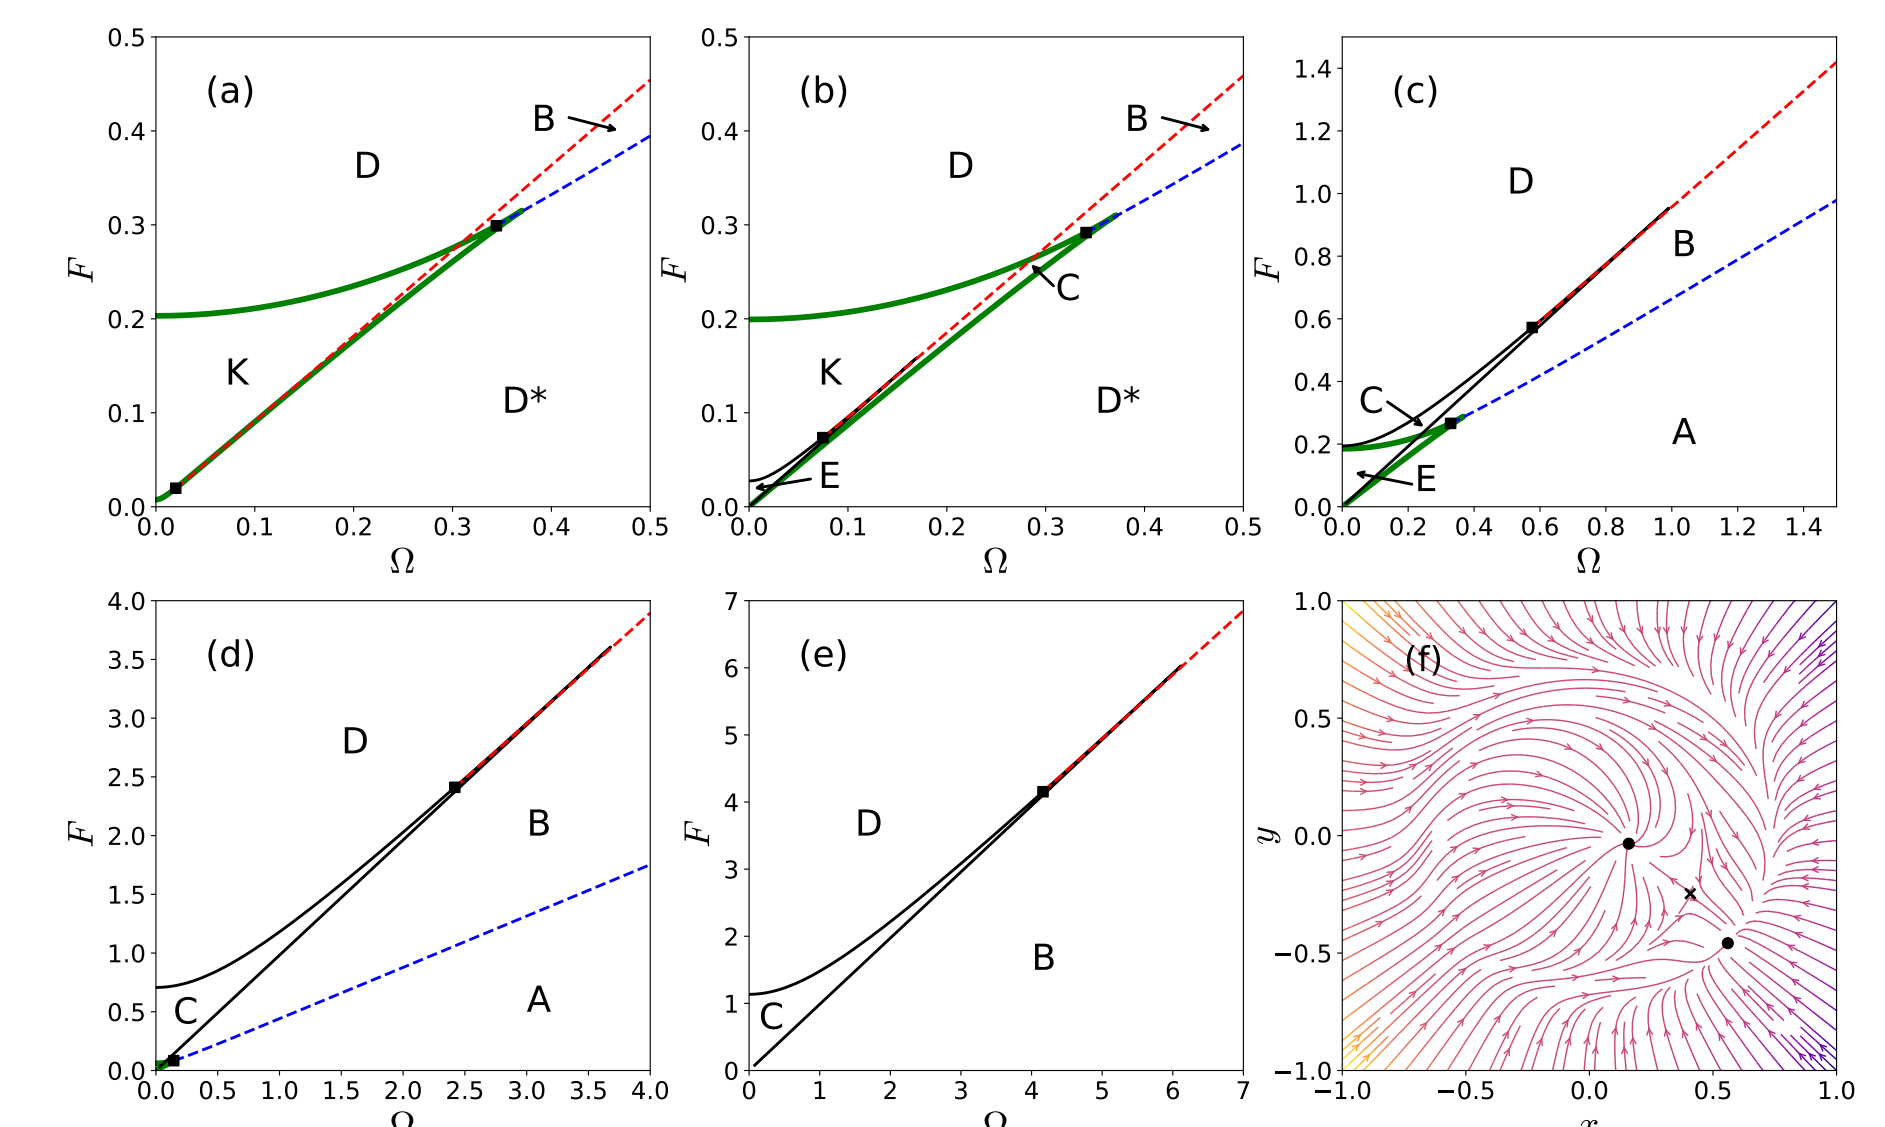 (a)
0.5
0.4
0.3
0.2
0.1
0.0
F
D
B
K
D*
0.0 0.1 0.2 0.3 0.4 0.5
Ω
(b)
0.5
0.4
0.3
0.2
0.1
0.0
F
D
B
C
K
D*
E
0.0 0.1 0.2 0.3 0.4 0.5
Ω
(c)
1.4
1.2
1.0
0.8
0.6
0.4
0.2
0.0
F
D
B
C
A
E
0.0 0.2 0.4 0.6 0.8 1.0 1.2 1.4
Ω
(d)
4.0
3.5
3.0
2.5
2.0
1.5
1.0
0.5
0.0
F
D
B
C
A
0.0 0.5 1.0 1.5 2.0 2.5 3.0 3.5 4.0
Ω
(e)
7
6
5
4
3
2
1
0
F
D
B
C
0 1 2 3 4 5 6 7
Ω
(f)
1.0
0.5
0.0
−0.5
−1.0
y
−1.0 −0.5 0.0 0.5 1.0
x